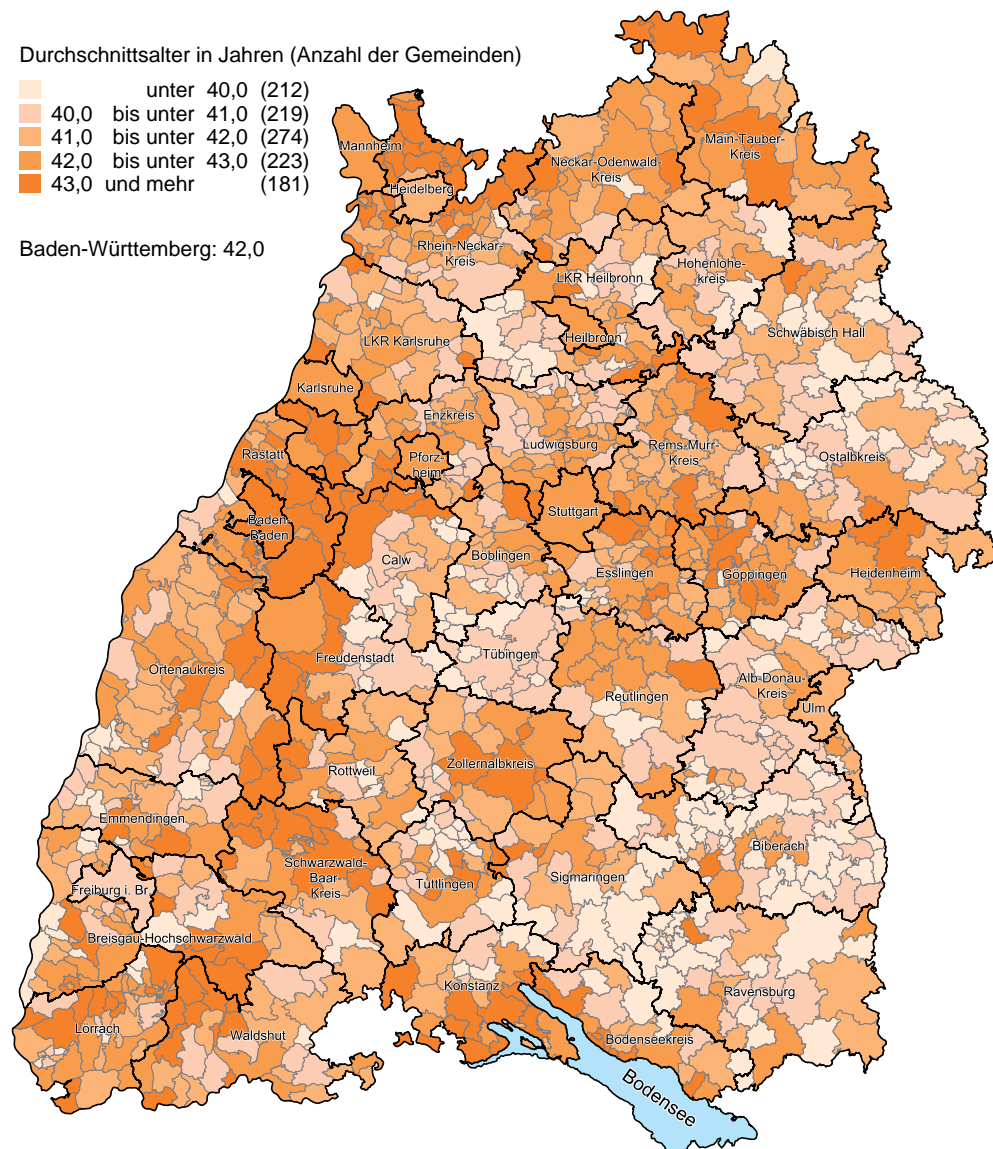 Durchschnittsalter in Jahren (Anzahl der Gemeinden)
unter 40,0 (212)
40,0 bis unter 41,0 (219)
41,0 bis unter 42,0 (274)
42,0 bis unter 43,0 (223)
43,0 und mehr (181)
Baden-Württemberg: 42,0
Mannheim
Heidelberg
Neckar-Odenwald-
Kreis
Main-Tauber-
Kreis
Rhein-Neckar-
Kreis
LKR Heilbronn
Hohenlohe-
kreis
Schwäbisch Hall
LKR Karlsruhe
Heilbronn
Karlsruhe
Enzkreis
Ludwigsburg
Rems-Murr-
Kreis
Ostalbkreis
Rastatt
Pforz-
heim
Baden-
Baden
Stuttgart
Calw
Böblingen
Esslingen
Göppingen
Heidenheim
Ortenaukreis
Freudenstadt
Tübingen
Reutlingen
Alb-Donau-
Kreis
Ulm
Rottweil
Zollernalbkreis
Emmendingen
Schwarzwald-
Baar-
Kreis
Tuttlingen
Sigmaringen
Biberach
Freiburg i. Br.
Breisgau-Hochschwarzwald
Konstanz
Ravensburg
Lörrach
Waldshut
Bodenseekreis
Bodensee